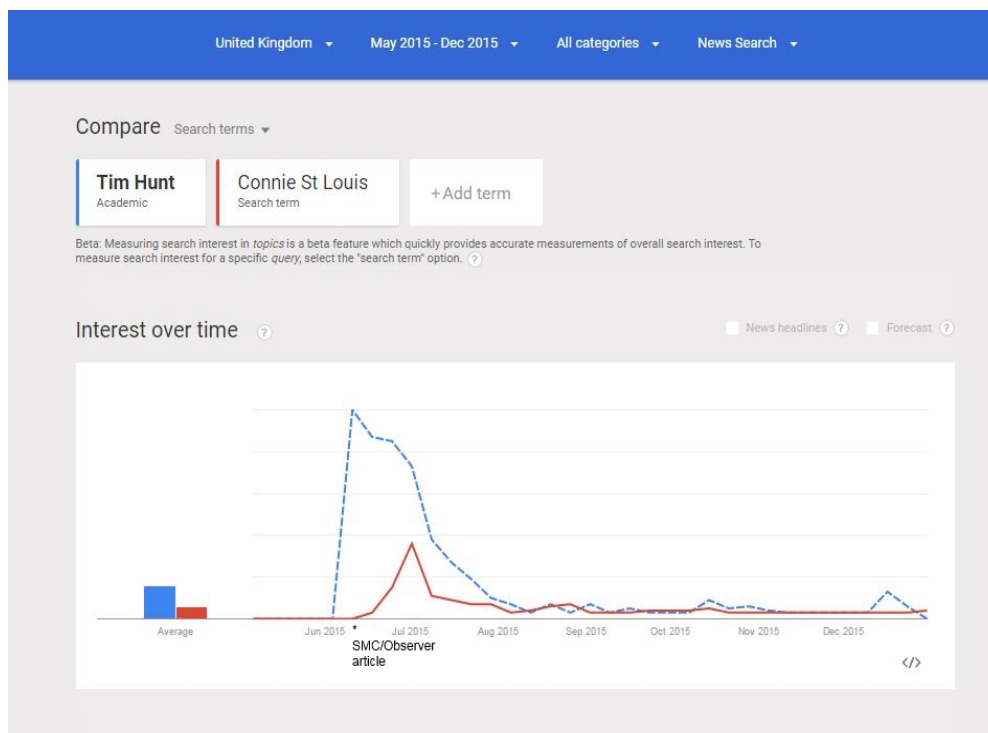 United Kingdom May 2015 - Dec 2015 All categories News Search
Compare Search terms
Tim Hunt Connie St Louis +Add term
Academic Search term
Beta: Measuring search interest in topics is a beta feature which quickly provides accurate measurements of overall search interest. To
measure search interest for a specific query, select the "search term" option. ?
Interest over time ? News headlines ? Forecast ?
Average Jun 2015 * Jul 2015 Aug 2015 Sep 2015 Oct 2015 Nov 2015 Dec 2015
SMC/Observer
article
</>